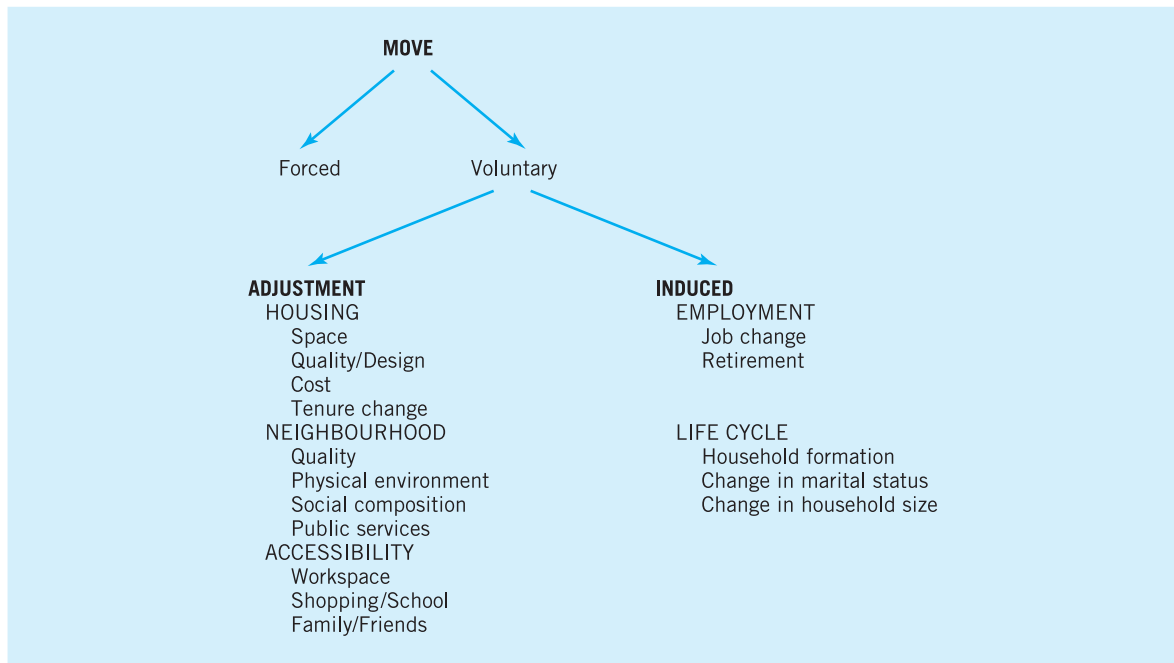 MOVE
Forced
Voluntary
ADJUSTMENT
HOUSING
Space
Quality/Design
Cost
Tenure change
NEIGHBOURHOOD
Quality
Physical environment
Social composition
Public services
ACCESSIBILITY
Workspace
Shopping/School
Family/Friends
INDUCED
EMPLOYMENT
Job change
Retirement
LIFE CYCLE
Household formation
Change in marital status
Change in household size